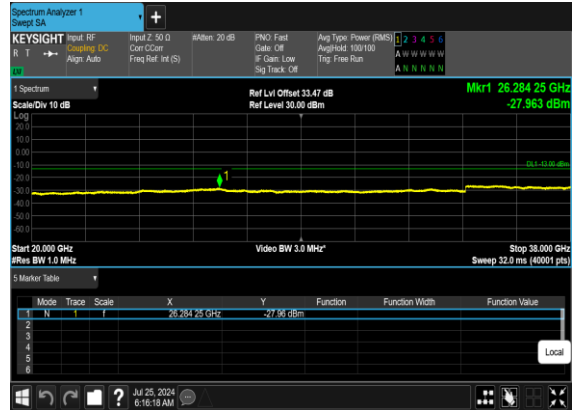 Spectrum Analyzer 1
Swept SA
+
KEYSIGHT Input: RF Input Z: 50 Ω #Atten: 20 dB PNO: Fast Avg Type: Power (RMS) 1 2 3 4 5 6
R T Coupling: DC Corr CCorr Gate: Off Avg|Hold: 100/100 A W W W W W
Align: Auto Freq Ref: Int (S) IF Gain: Low Trig: Free Run
Sig Track: Off A N N N N N
1 Spectrum Ref Lvl Offset 33.47 dB Mkr1 26.284 25 GHz
Scale/Div 10 dB Ref Level 30.00 dBm -27.963 dBm
Log
20.0
10.0
0.00
-10.0
DL1 -13.00 dBm
1
-20.0
-30.0
-40.0
-50.0
-60.0
Start 20.000 GHz Video BW 3.0 MHz* Stop 38.000 GHz
#Res BW 1.0 MHz Sweep 32.0 ms (40001 pts)
5 Marker Table
Mode Trace Scale X Y Function Function Width Function Value
1 N 1 f 26.284 25 GHz -27.96 dBm
2
3
4
5
6
Local
? Jul 25, 2024
6:16:18 AM